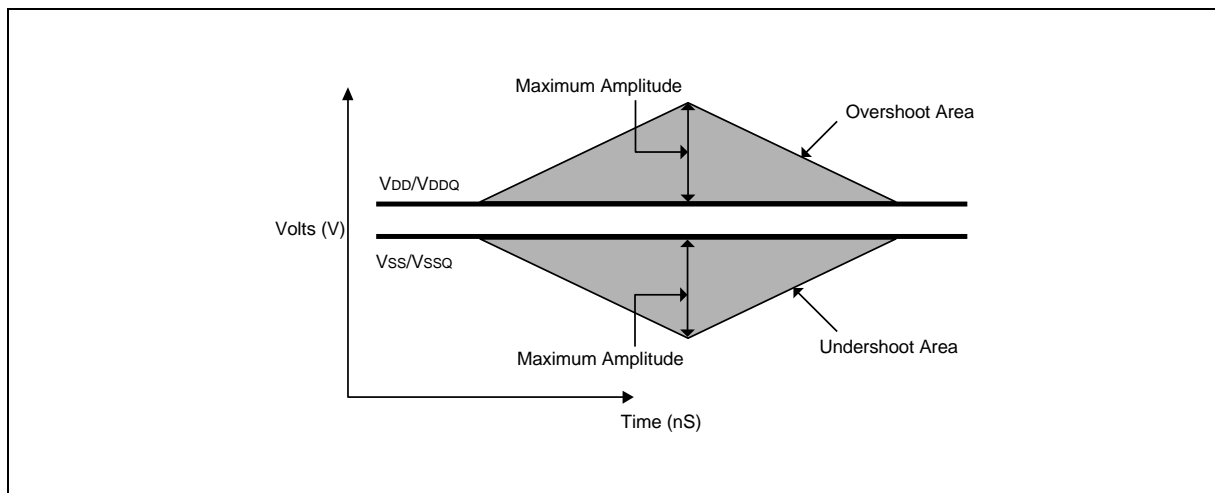 Maximum Amplitude
Overshoot Area
VDD/VDDQ
Volts (V)
VSS/VSSQ
Undershoot Area
Maximum Amplitude
Time (nS)